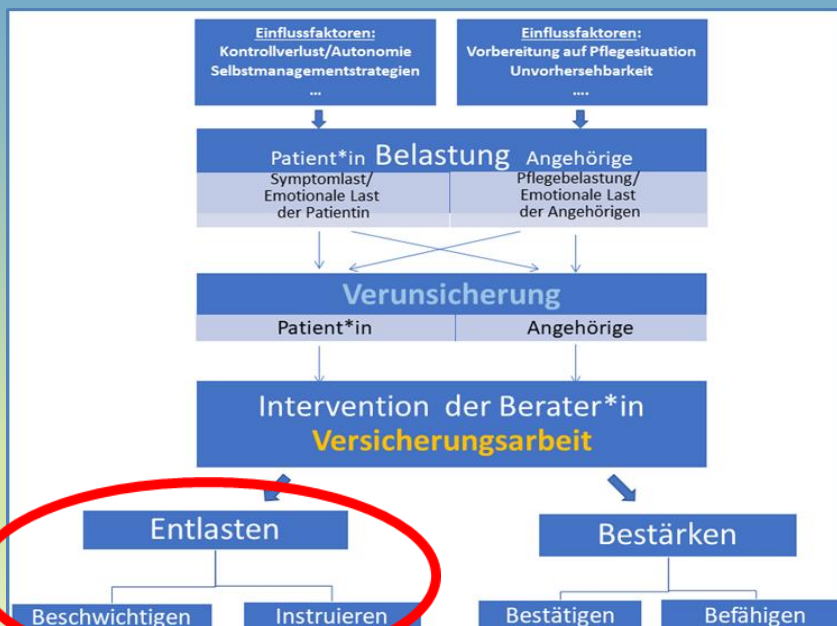 Einflussfaktoren:
Kontrollverlust/Autonomie
Selbstmanagementstrategien
...
Einflussfaktoren:
Vorbereitung auf Pflegesituation
Unvorhersehbarkeit
....
Patient*in Belastung Angehörige
Symptomlast/
Emotionale Last
der Patientin
Pflegebelastung/
Emotionale Last
der Angehörigen
Verunsicherung
Patient*in Angehörige
Intervention der Berater*in
Versicherungsarbeit
Entlasten
Bestärken
Beschwichtigen Instruieren Bestätigen Befähigen